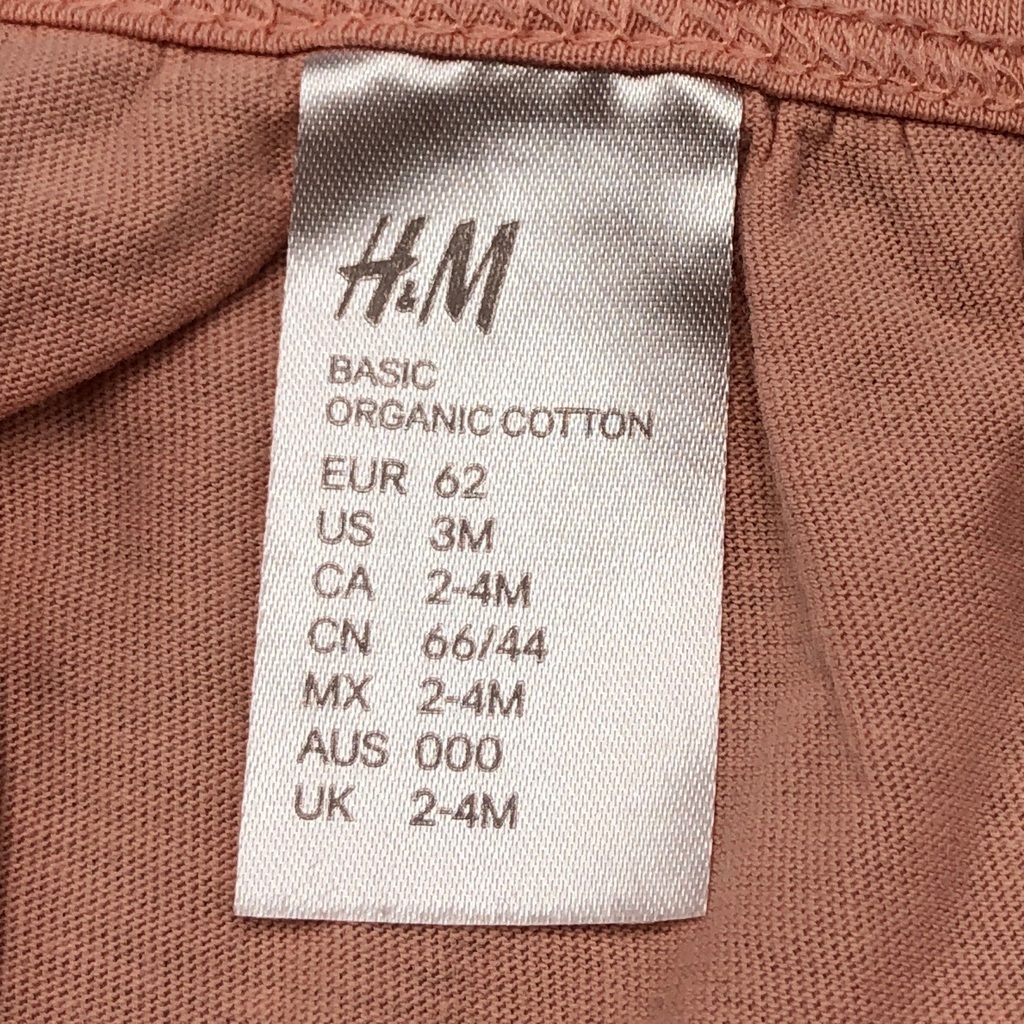 H&M
BASIC
ORGANIC COTTON
EUR 62
US 3M
CA 2-4M
CN 66/44
MX 2-4M
AUS 000
UK 2-4M